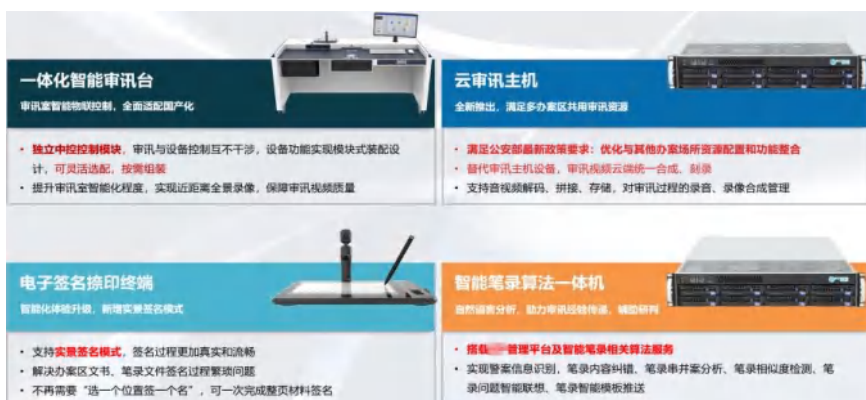 一体化智能审讯台
审讯室智能物联控制，全面适配国产化
• 独立中控控制模块，审讯与设备控制互不干涉，设备功能实现模块式装配设
计，可灵活选配，按需组装
• 提升审讯室智能化程度，实现近距离全景录像，保障审讯视频质量
云审讯主机
全新推出，满足多办案区共用审讯资源
• 满足公安部最新政策要求：优化与其他办案场所资源配置和功能整合
• 替代审讯主机设备，审讯视频云端统一合成、刻录
• 支持音视频解码、拼接、存储，对审讯过程的录音、录像合成管理
电子签名捺印终端
智能化体验升级，新增实景签名模式
• 支持实景签名模式，签名过程更加真实和流畅
• 解决办案区文书、笔录文件签名过程繁琐问题
• 不再需要“选一个位置签一个名”，可一次完成整页材料签名
智能笔录算法一体机
自然语言分析，助力审讯经验传递，辅助研判
• 搭载管理平台及智能笔录相关算法服务
• 实现警案信息识别、笔录内容纠错、笔录串并案分析、笔录相似度检测、笔
录问题智能联想、笔录智能模板推送